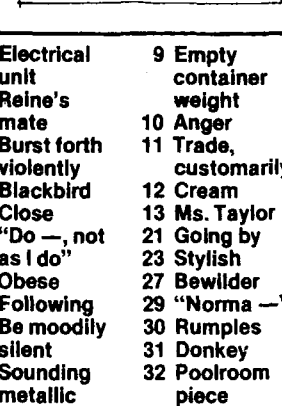 Electrical
unit
Reine's
mate
Burst forth
violently
Blackbird
Close
"Do —, not
as I do"
Obese
Following
Be moodily
silent
Sounding
metallic
9 Empty
container
weight
10 Anger
11 Trade,
customarily
12 Cream
13 Ms. Taylor
21 Going by
23 Stylish
27 Bewilder
29 "Norma —"
30 Rumples
31 Donkey
32 Poolroom
piece